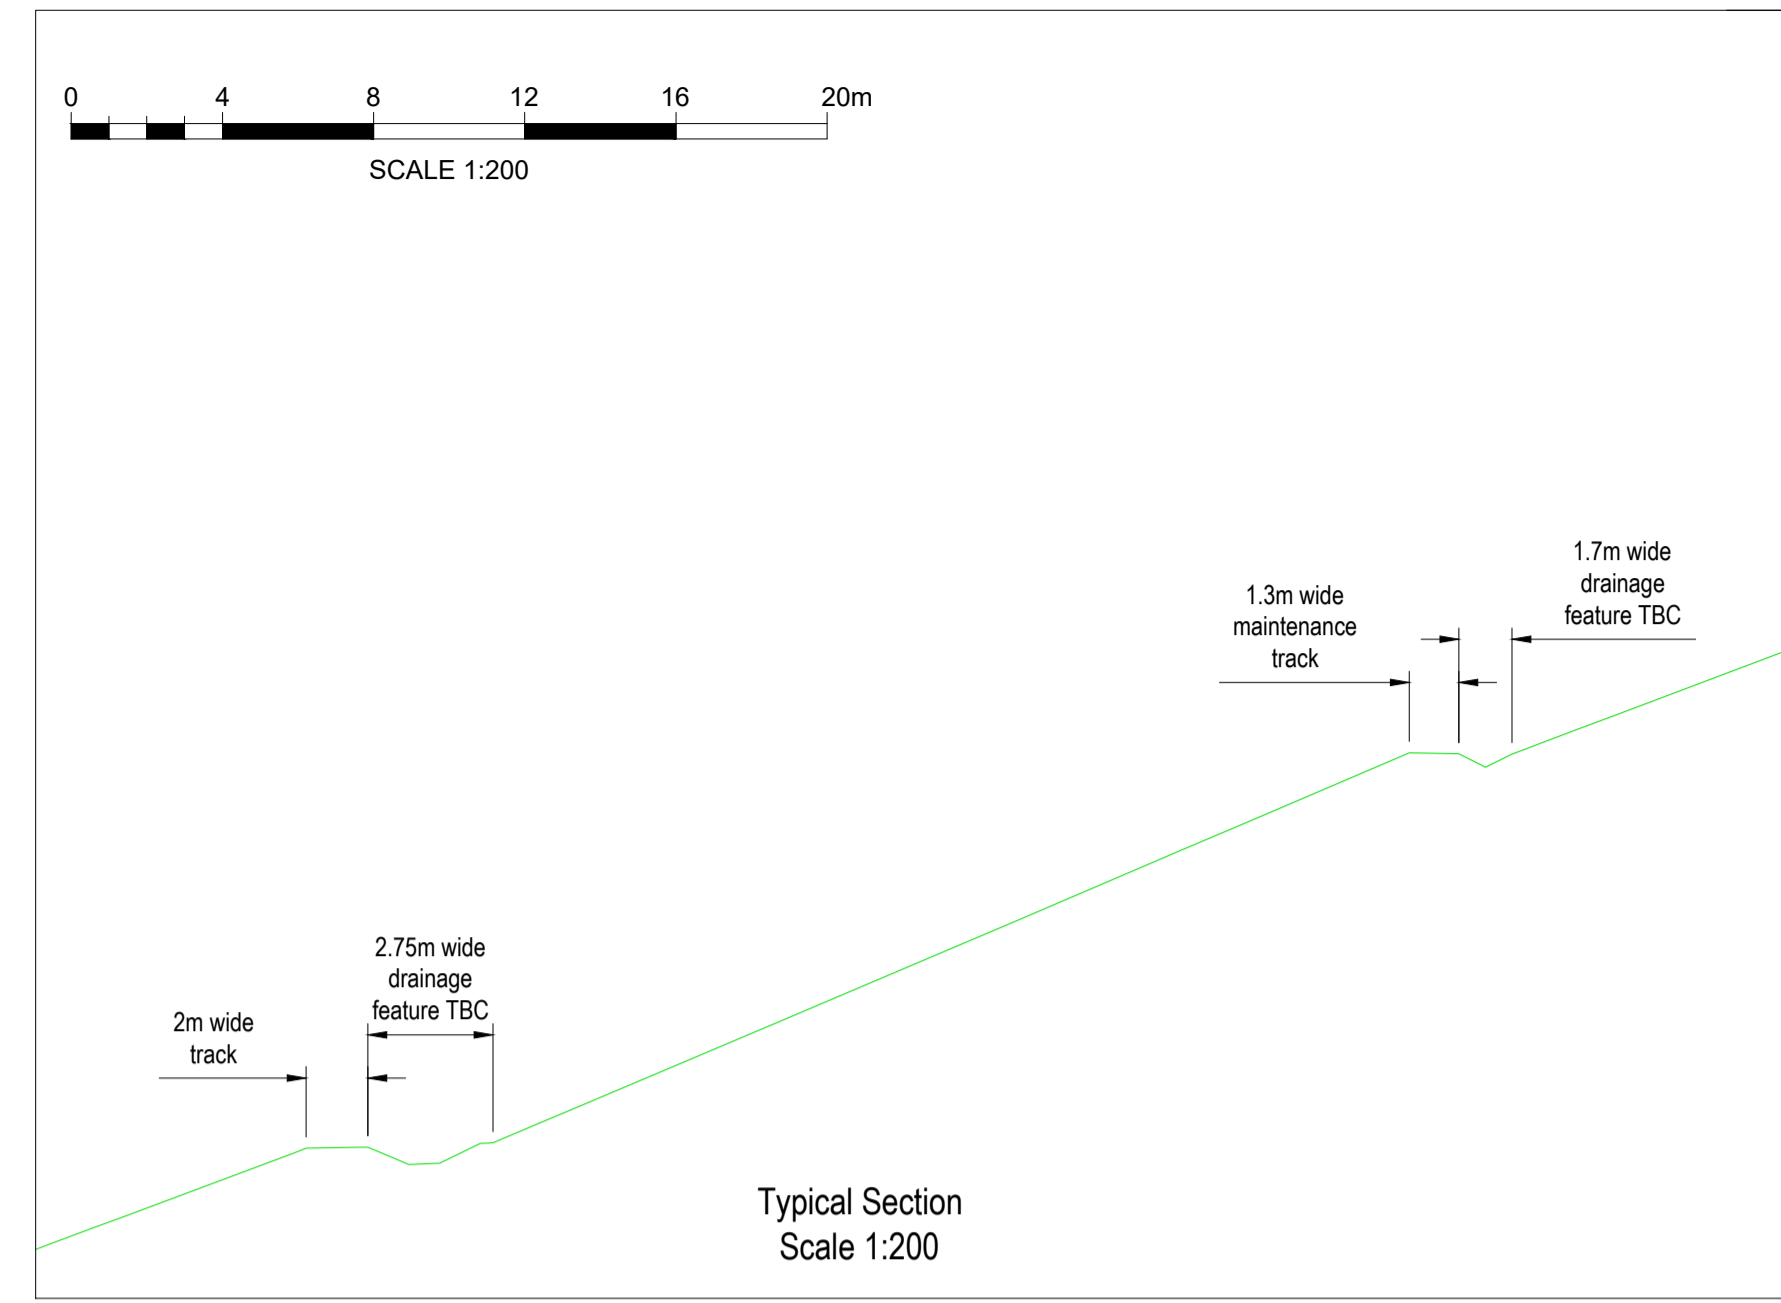 0 4 8 12 16 20m
SCALE 1:200
1.7m wide
drainage
feature TBC
1.3m wide
maintenance
track
2.75m wide
drainage
feature TBC
2m wide
track
Typical Section
Scale 1:200